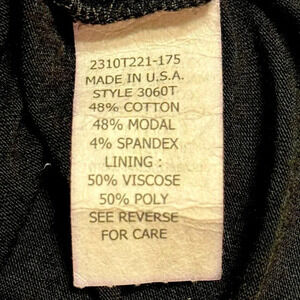 2310T221-175
MADE IN U.S.A.
STYLE 3060T
48% COTTON
48% MODAL
4% SPANDEX
LINING :
50% VISCOSE
50% POLY
SEE REVERSE
FOR CARE